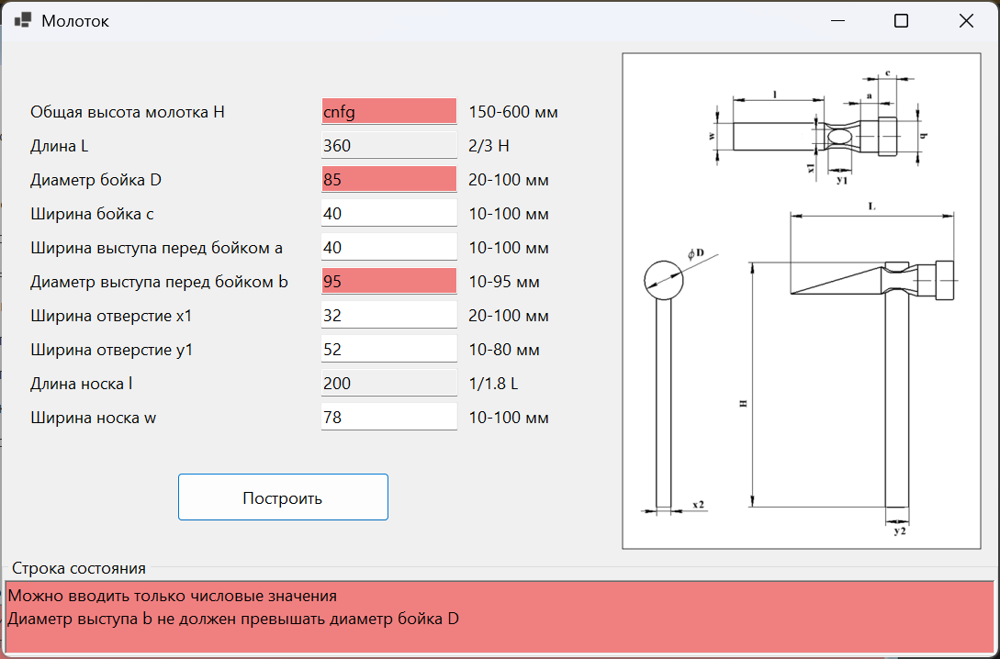 Молоток
Общая высота молотка H cnfg 150-600 мм
Длина L 360 2/3 H
Диаметр бойка D 85 20-100 мм
Ширина бойка c 40 10-100 мм
Ширина выступа перед бойком a 40 10-100 мм
Диаметр выступа перед бойком b 95 10-95 мм
Ширина отверстие x1 32 20-100 мм
Ширина отверстие y1 52 10-80 мм
Длина носка l 200 1/1.8 L
Ширина носка w 78 10-100 мм
Построить
c
l
a
w
b
x1
y1
L
ϕD
H
x2
y2
Строка состояния
Можно вводить только числовые значения
Диаметр выступа b не должен превышать диаметр бойка D